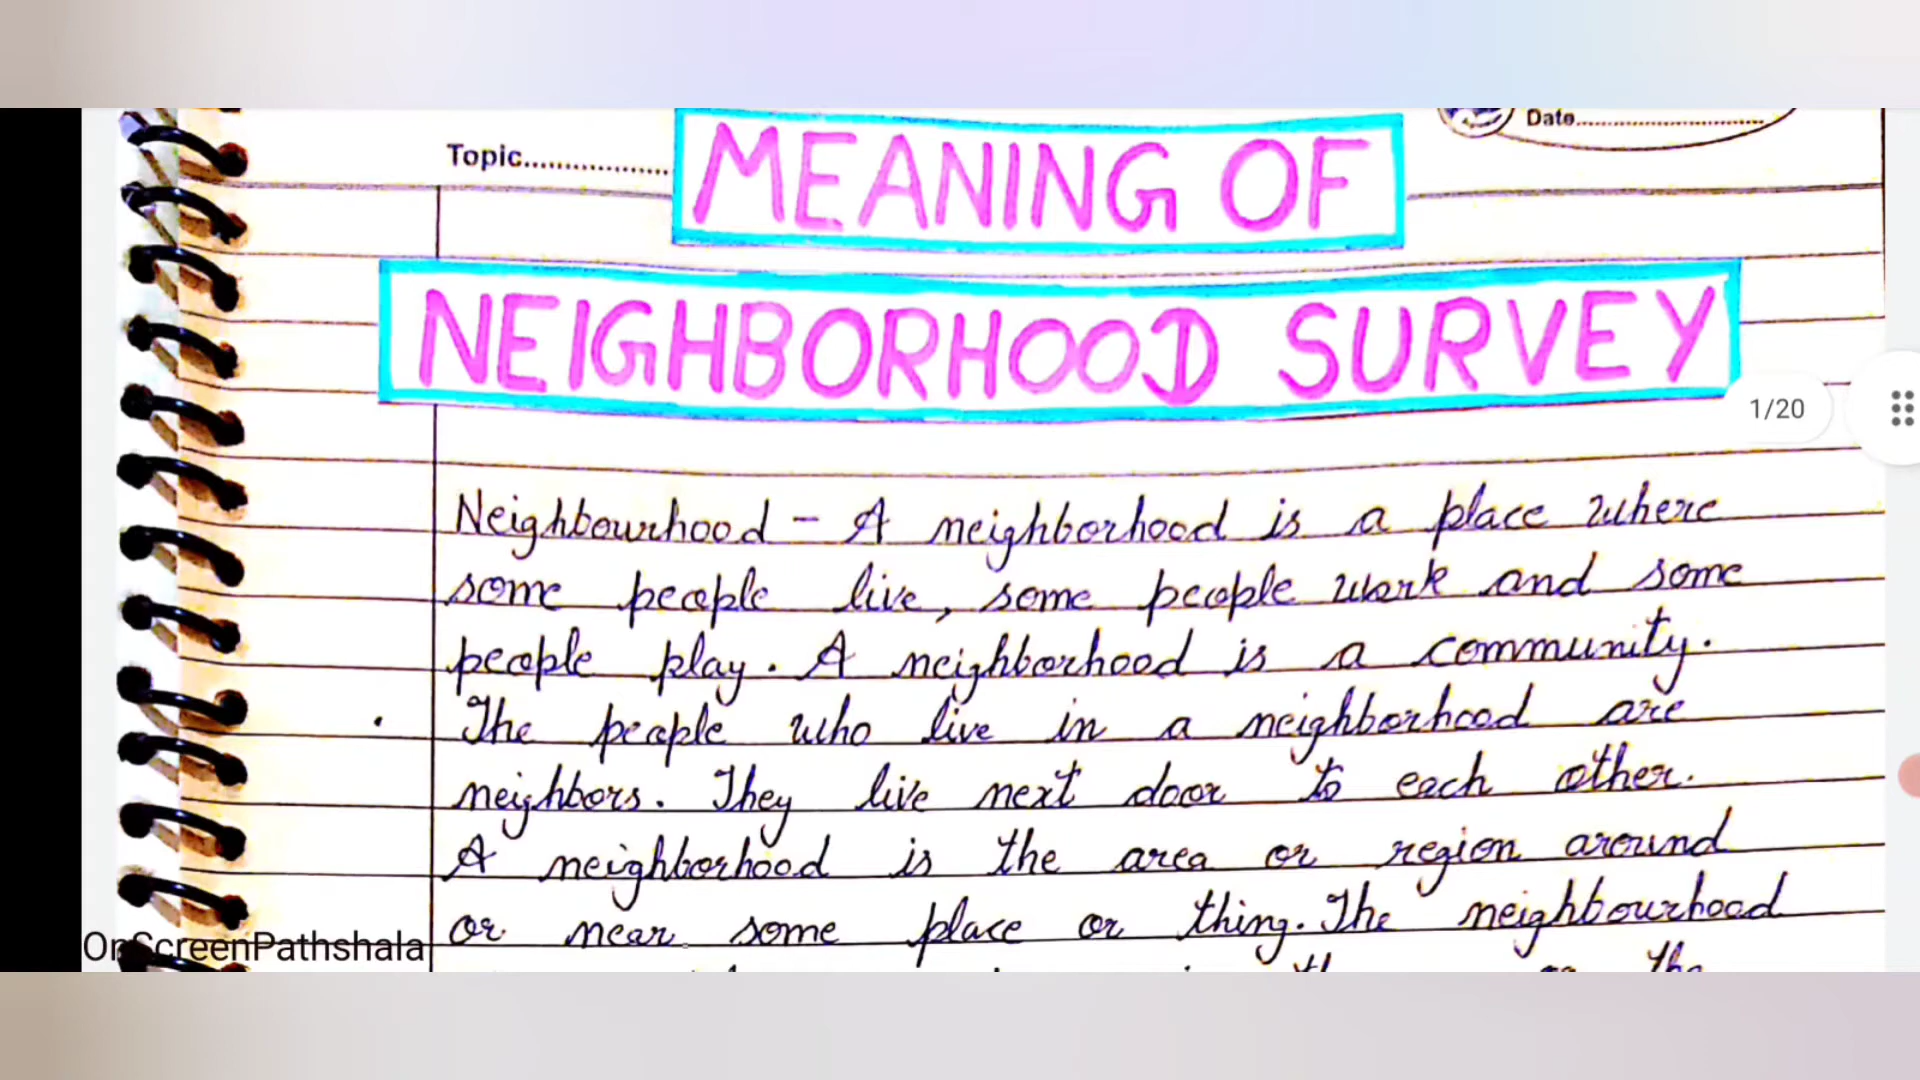 Date
Topic
MEANING OF
NEIGHBORHOOD SURVEY
1/20
Neighbourhood - A neighborhood is a place where
some people live, some people work and some
people play. A neighborhood is a community.
The people who live in a neighborhood are
neighbors. They live next door to each other.
A neighborhood is the area or region around
or near some place or thing. The neighbourhood
OnScreenPathshala